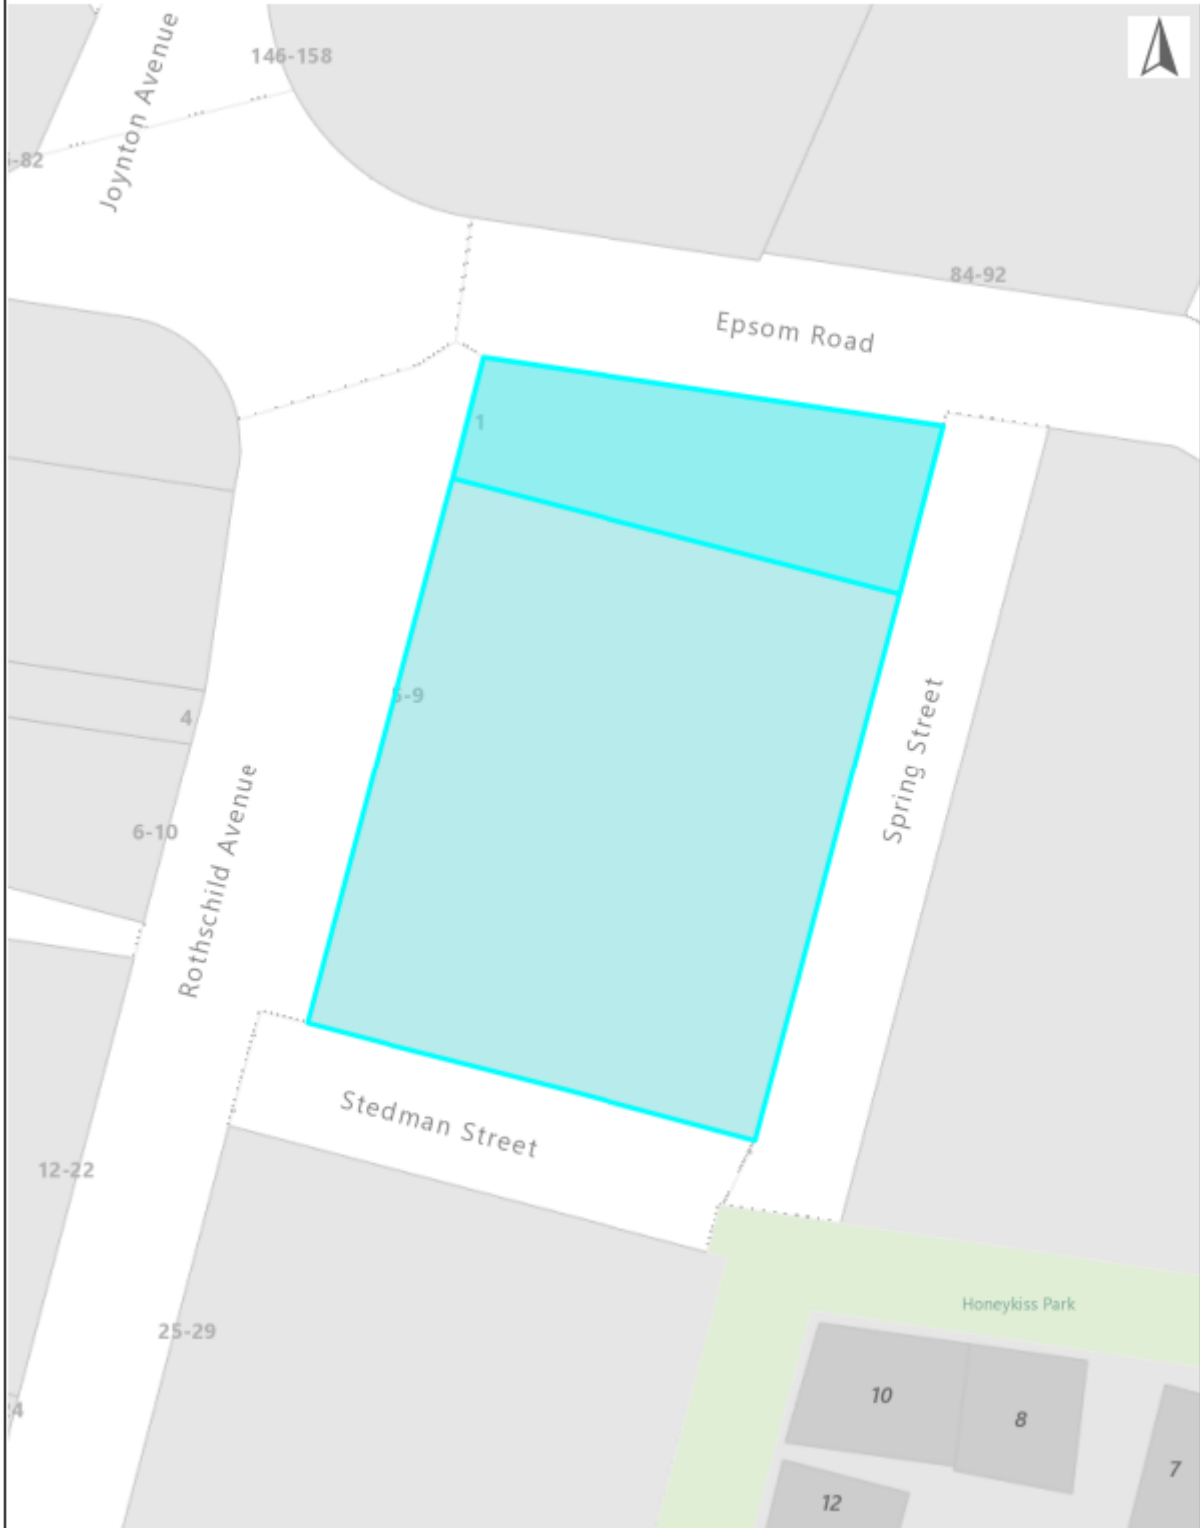 Joynton Avenue
146-158
-82
84-92
Epsom Road
1
5-9
Spring Street
4
6-10
Rothschild Avenue
Stedman Street
12-22
25-29
Honeykiss Park
4
10
8
7
12